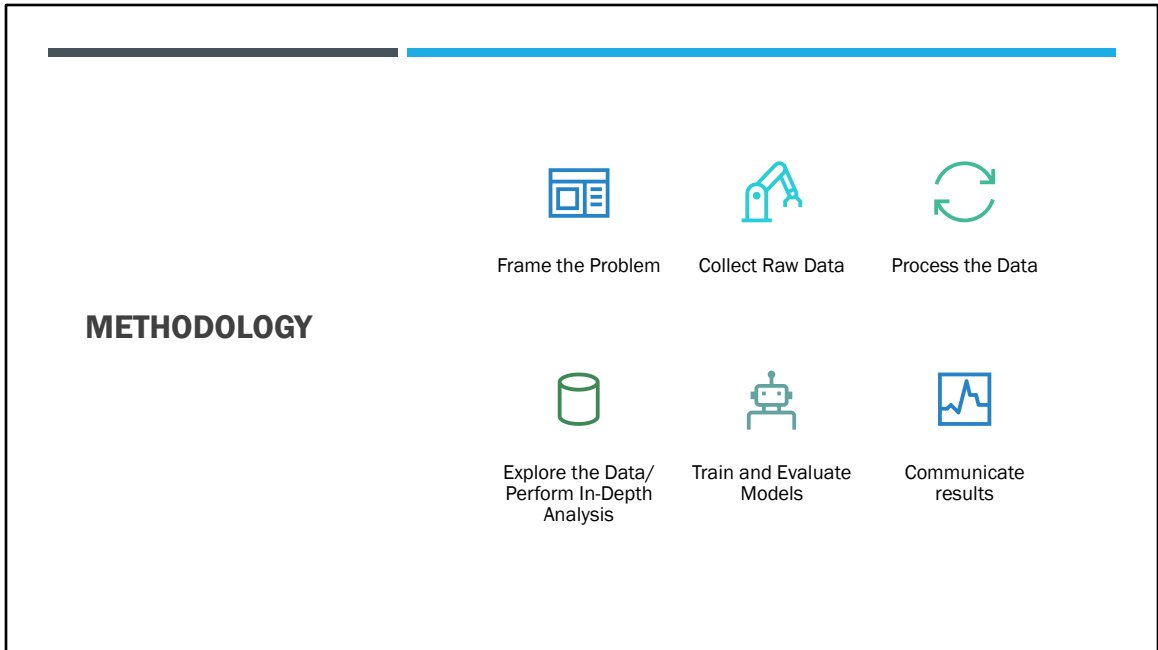 METHODOLOGY
Frame the Problem
Collect Raw Data
Process the Data
Explore the Data/
Perform In-Depth
Analysis
Train and Evaluate
Models
Communicate
results